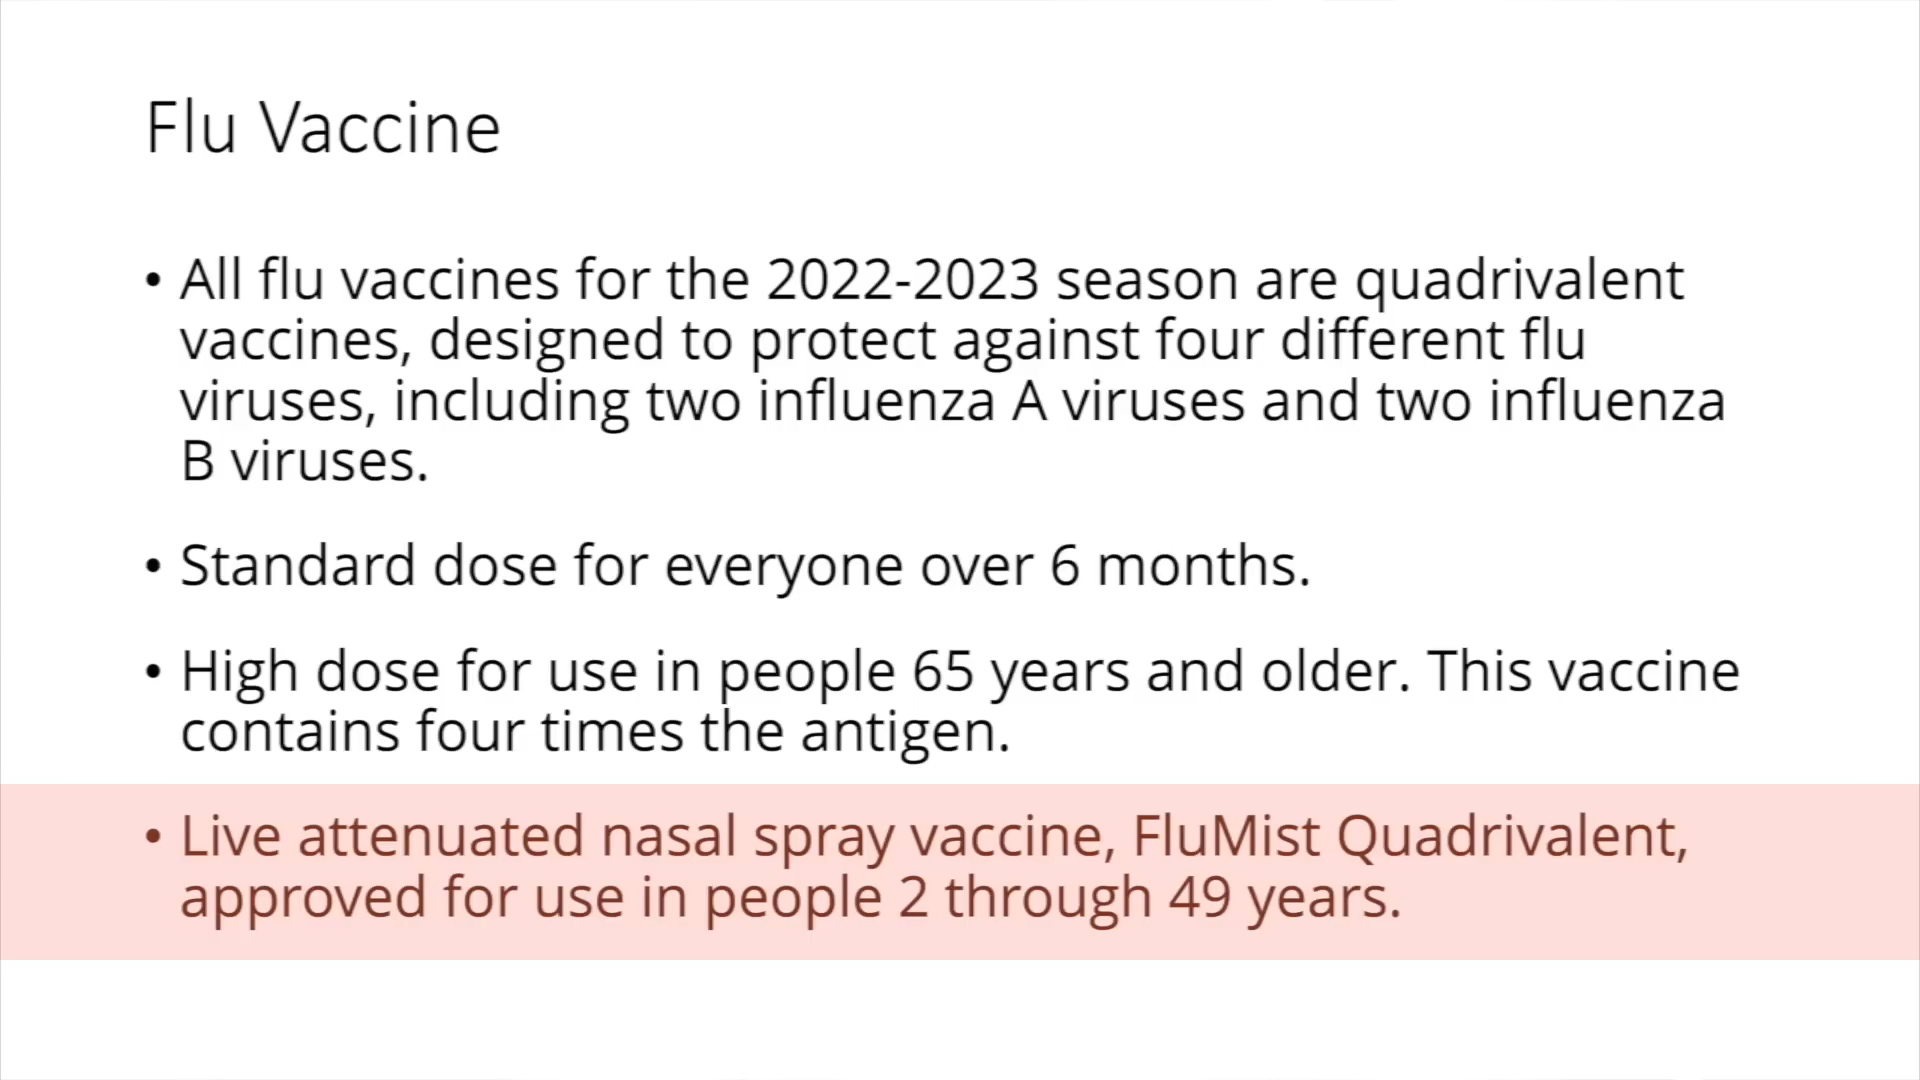 Flu Vaccine
• All flu vaccines for the 2022-2023 season are quadrivalent
vaccines, designed to protect against four different flu
viruses, including two influenza A viruses and two influenza
B viruses.
• Standard dose for everyone over 6 months.
• High dose for use in people 65 years and older. This vaccine
contains four times the antigen.
• Live attenuated nasal spray vaccine, FluMist Quadrivalent,
approved for use in people 2 through 49 years.